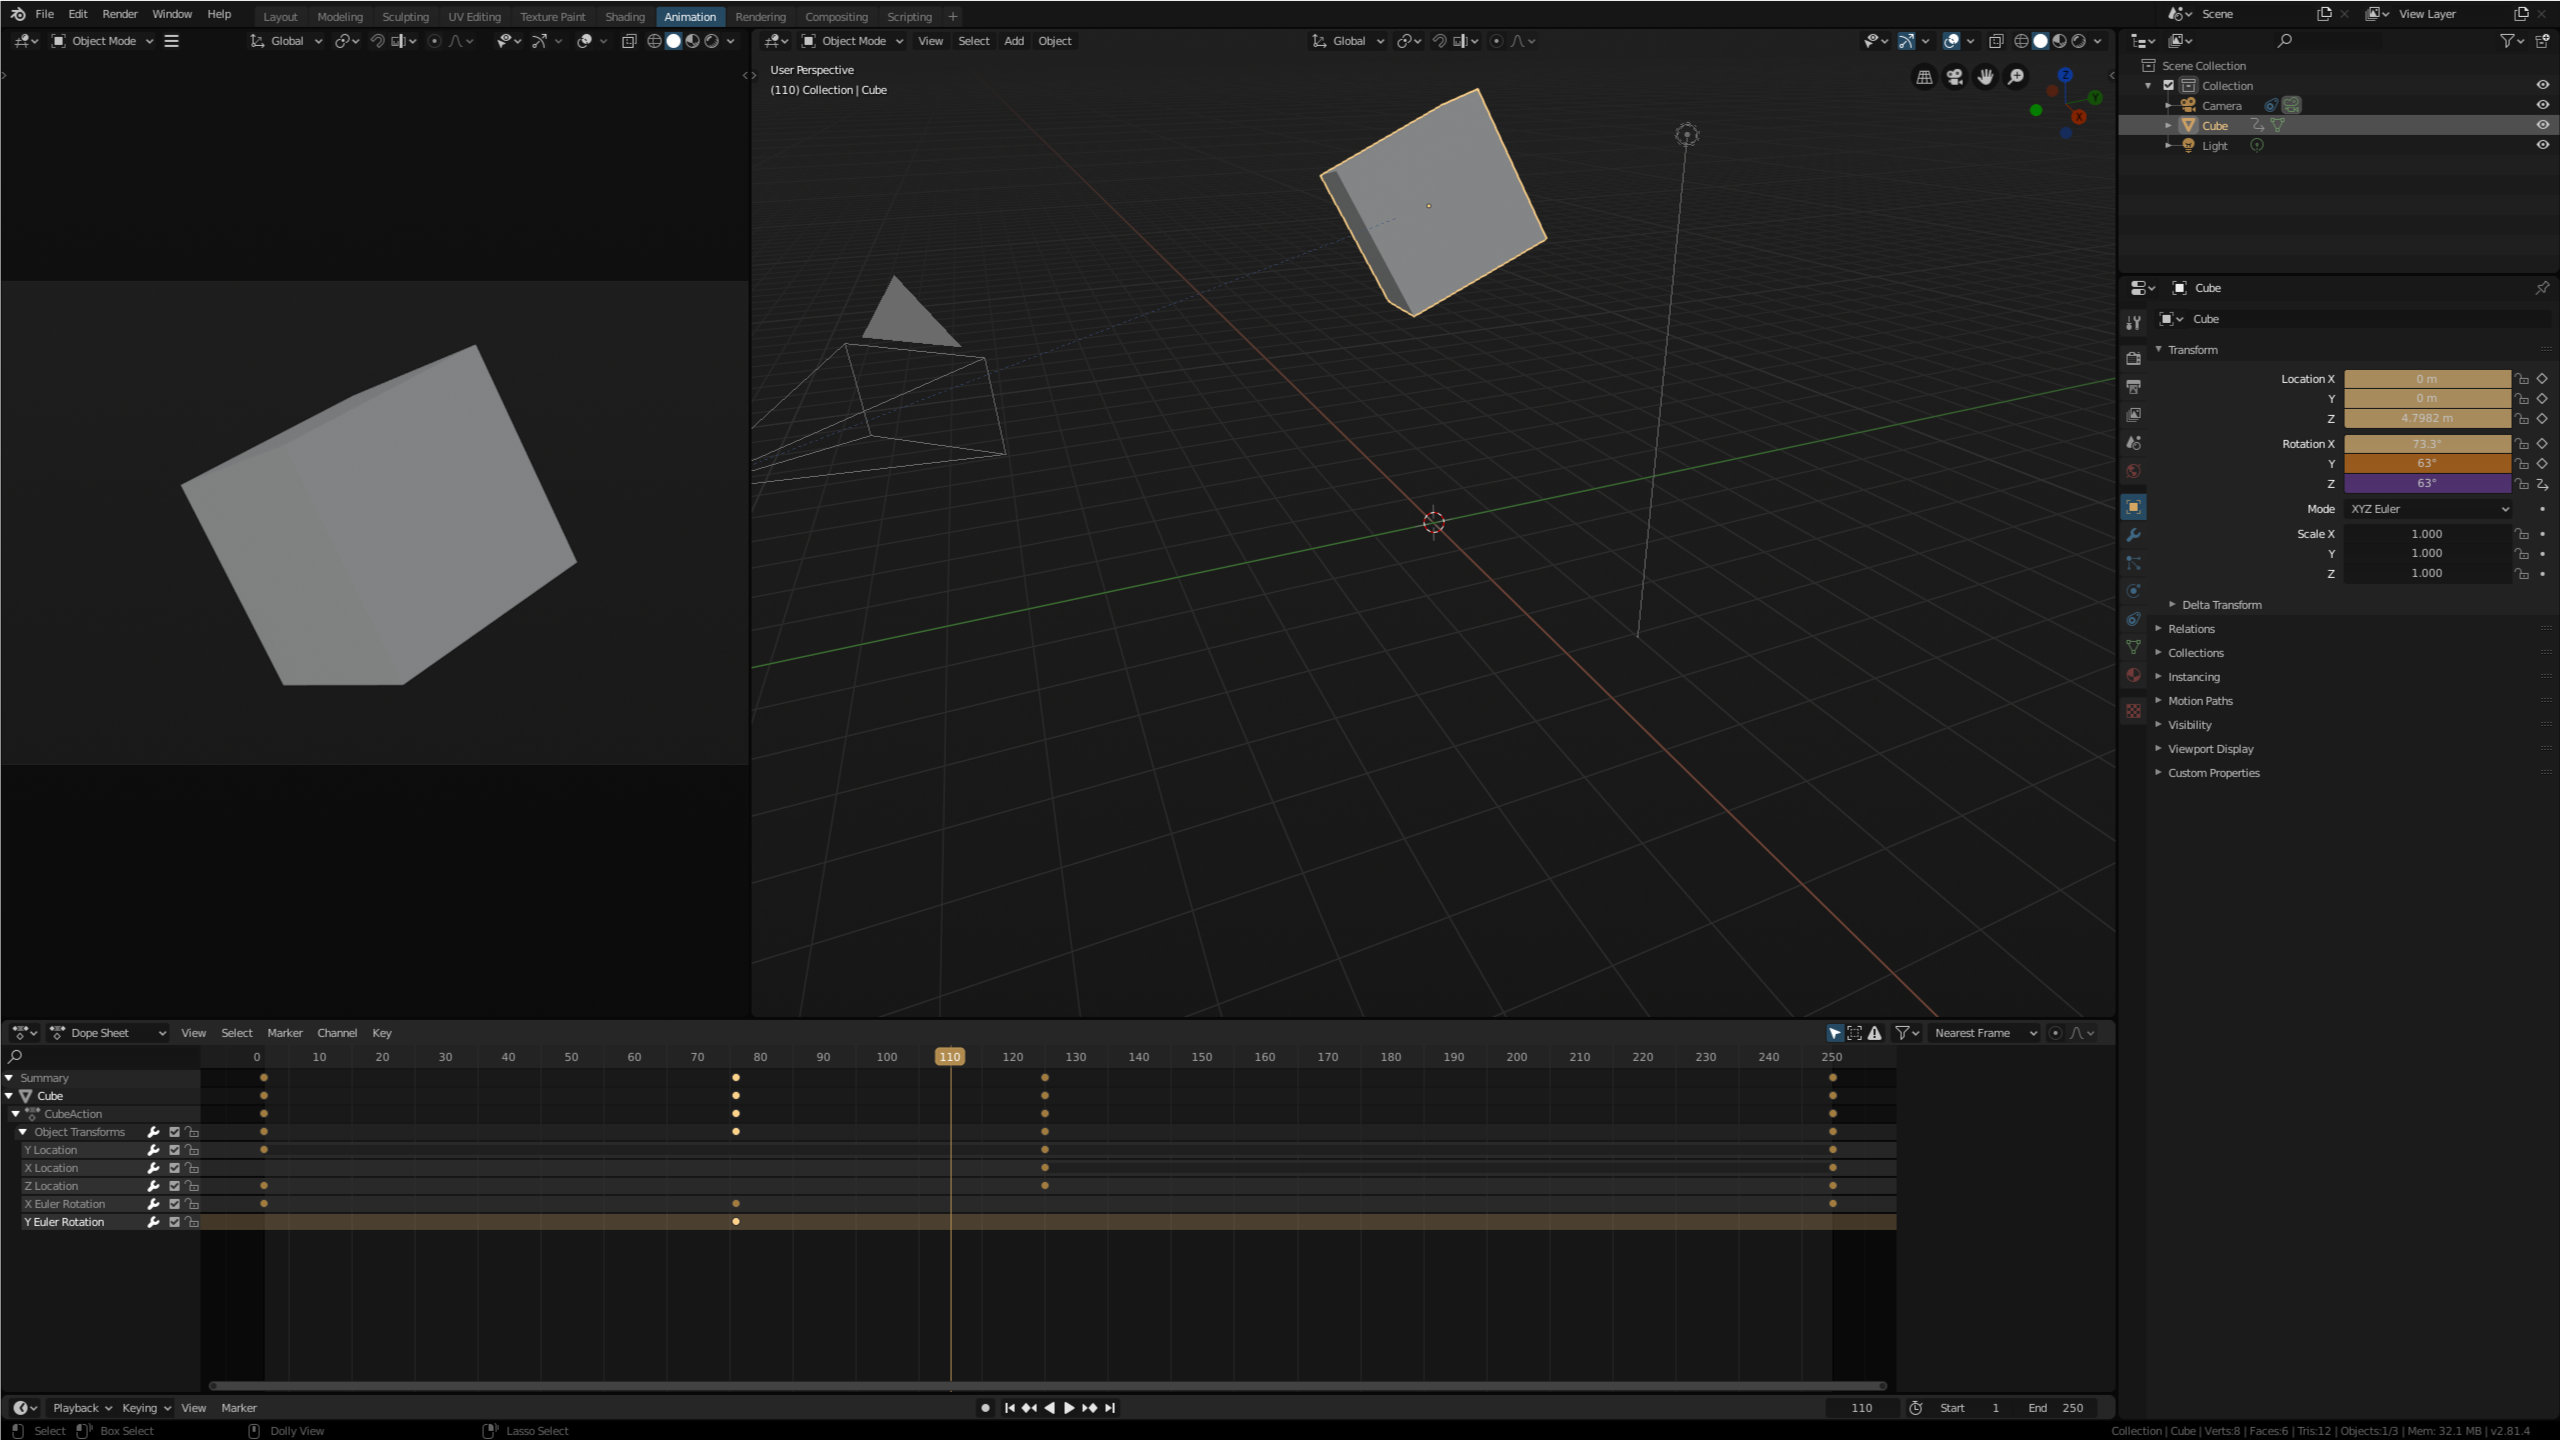 File Edit Render Window Help Layout Modeling Sculpting UV Editing Texture Paint Shading Animation Rendering Compositing Scripting + Scene View Layer
Object Mode Global
Object Mode View Select Add Object Global
User Perspective
(110) Collection | Cube
Z
Y
X
Scene Collection
Collection
Camera
Cube
Light
Cube
Cube
Transform
Location X 0 m
Y 0 m
Z 4.7982 m
Rotation X 73.3°
Y 63°
Z 63°
Mode XYZ Euler
Scale X 1.000
Y 1.000
Z 1.000
Delta Transform
Relations
Collections
Instancing
Motion Paths
Visibility
Viewport Display
Custom Properties
Dope Sheet View Select Marker Channel Key Nearest Frame
0 10 20 30 40 50 60 70 80 90 100 110 120 130 140 150 160 170 180 190 200 210 220 230 240 250
Summary
Cube
CubeAction
Object Transforms
Y Location
X Location
Z Location
X Euler Rotation
Y Euler Rotation
Playback Keying View Marker 110 Start 1 End 250
Select Box Select Dolly View Lasso Select Collection | Cube | Verts:8 | Faces:6 | Tris:12 | Objects:1/3 | Mem: 32.1 MB | v2.81.4